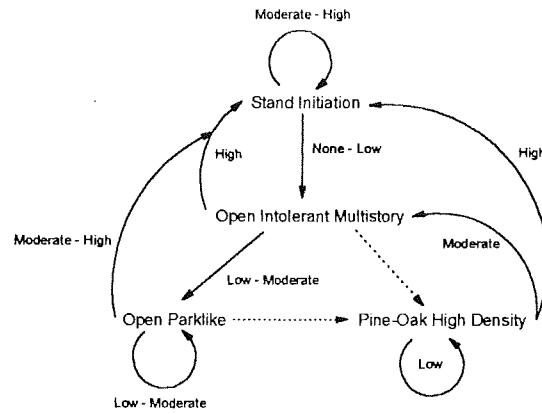 Moderate - High
Stand Initiation
High
None - Low
High
Open Intolerant Multistory
Moderate - High
Moderate
Low - Moderate
Open Parklike
Pine-Oak High Density
Low
Low - Moderate